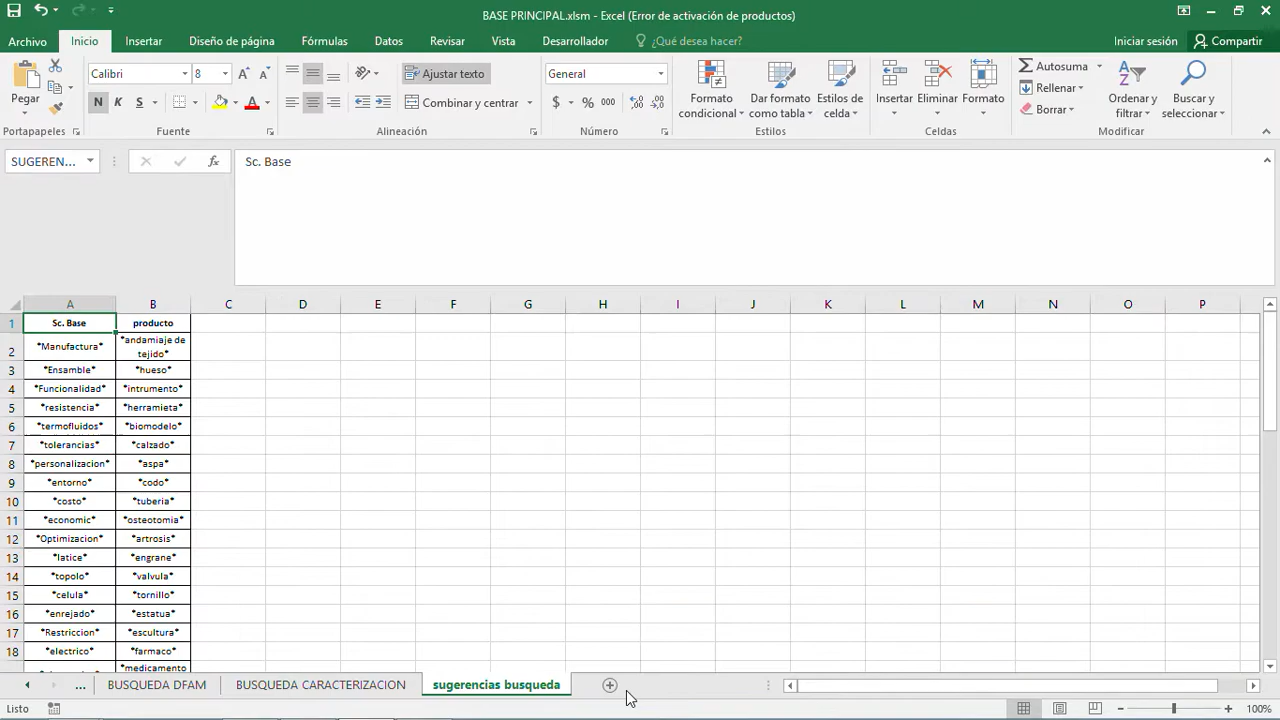 BASE PRINCIPAL.xlsm - Excel (Error de activación de productos)
Archivo Inicio Insertar Diseño de página Fórmulas Datos Revisar Vista Desarrollador ¿Qué desea hacer? Iniciar sesión Compartir
Pegar
Calibri 8
N K S
Ajustar texto
Combinar y centrar
General
$ % 000
Formato condicional
Dar formato como tabla
Estilos de celda
Insertar Eliminar Formato
Autosuma
Rellenar
Borrar
Ordenar y filtrar
Buscar y seleccionar
Portapapeles Fuente Alineación Número Estilos Celdas Modificar
SUGEREN... fx Sc. Base
A B C D E F G H I J K L M N O P
1 Sc. Base producto
2 *Manufactura* *andamiaje de tejido*
3 *Ensamble* *hueso*
4 *Funcionalidad* *intrumento*
5 *resistencia* *herramieta*
6 *termofluidos* *biomodelo*
7 *tolerancias* *calzado*
8 *personalizacion* *aspa*
9 *entorno* *codo*
10 *costo* *tuberia*
11 *economic* *osteotomia*
12 *Optimizacion* *artrosis*
13 *latice* *engrane*
14 *topolo* *valvula*
15 *celula* *tornillo*
16 *enrejado* *estatua*
17 *Restriccion* *escultura*
18 *electrico* *farmaco*
*medicamento
... BUSQUEDA DFAM BUSQUEDA CARACTERIZACION sugerencias busqueda
Listo 100%